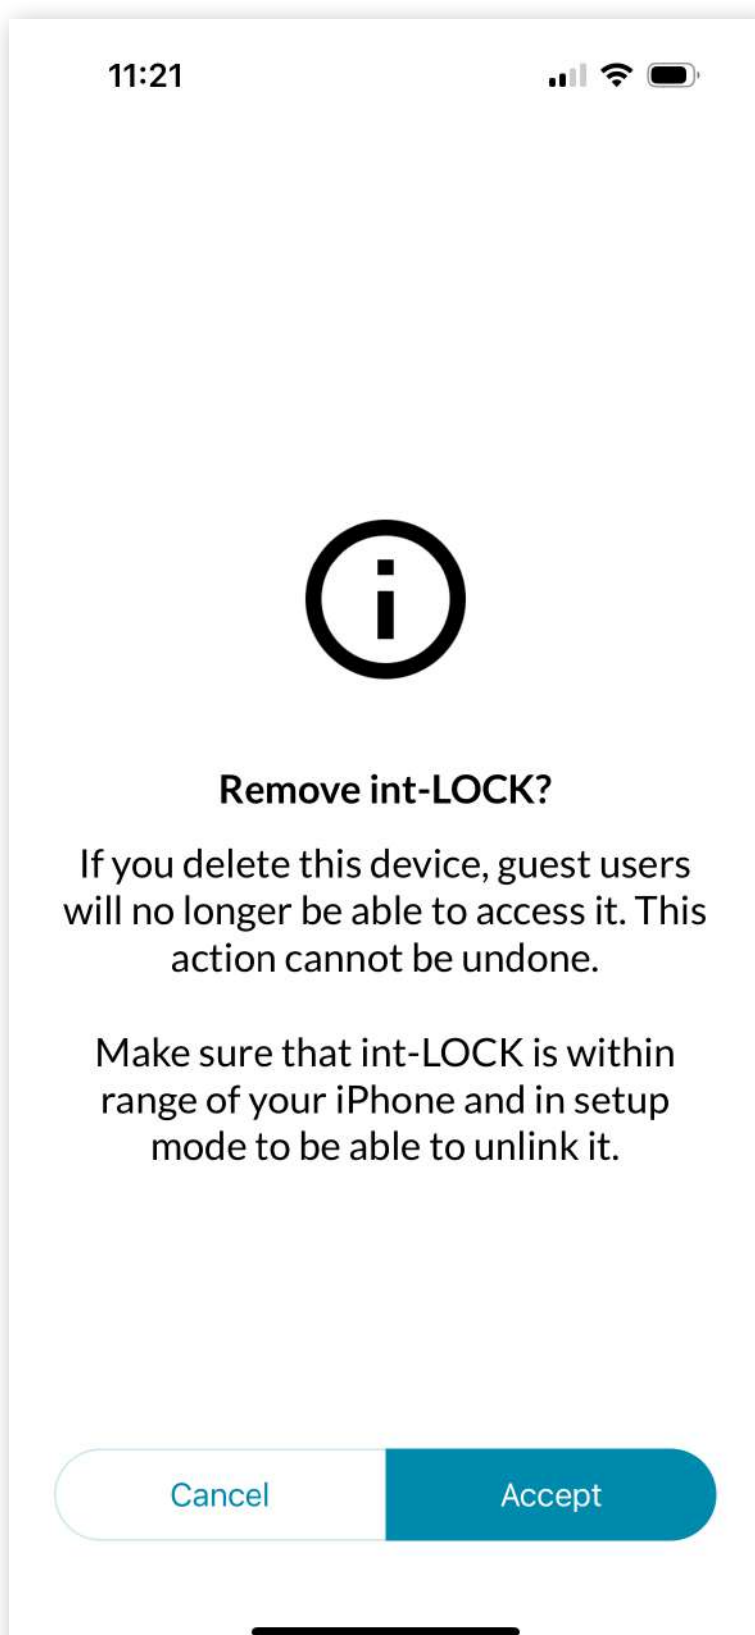 11:21
Remove int-LOCK?
If you delete this device, guest users
will no longer be able to access it. This
action cannot be undone.
Make sure that int-LOCK is within
range of your iPhone and in setup
mode to be able to unlink it.
Cancel
Accept